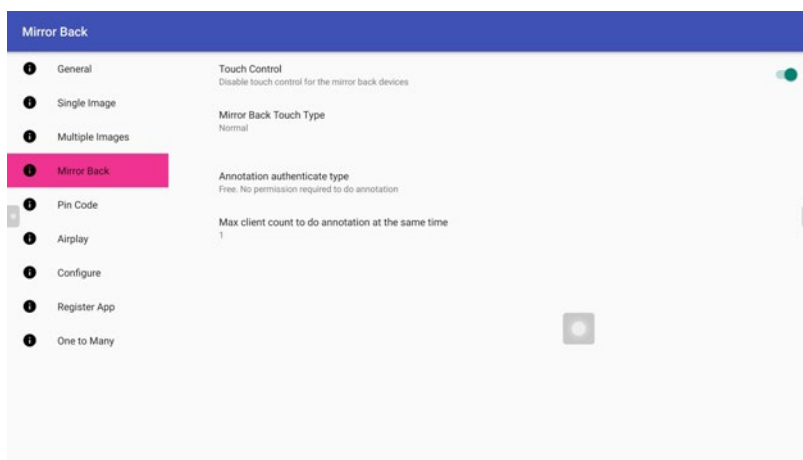 Mirror Back
General
Single Image
Multiple Images
Mirror Back
Pin Code
Airplay
Configure
Register App
One to Many
Touch Control
Disable touch control for the mirror back devices
Mirror Back Touch Type
Normal
Annotation authenticate type
Free. No permission required to do annotation
Max client count to do annotation at the same time
1